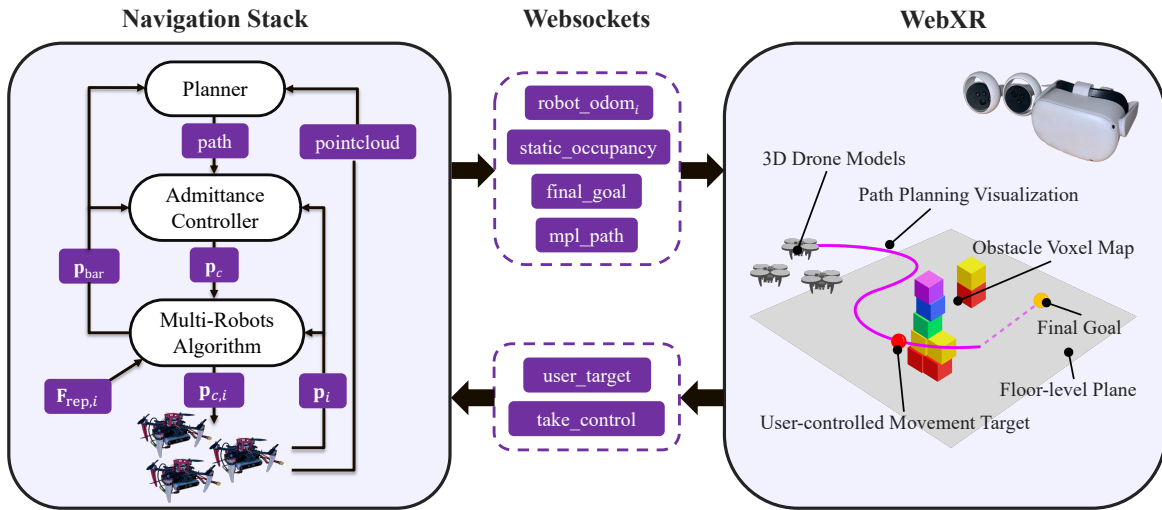 Navigation Stack
Websockets
WebXR
Planner
path
pointcloud
Admittance
Controller
p_bar
p_c
Multi-Robots
Algorithm
F_rep,i
p_c,i
p_i
robot_odom_i
static_occupancy
final_goal
mpl_path
user_target
take_control
3D Drone Models
Path Planning Visualization
Obstacle Voxel Map
Final Goal
Floor-level Plane
User-controlled Movement Target